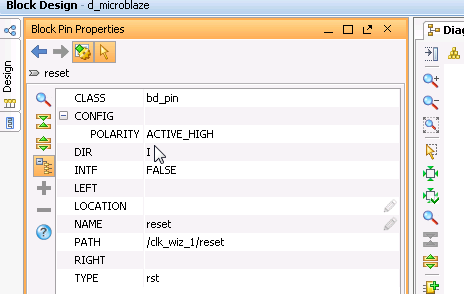 Block Design - d_microblaze
Block Pin Properties
reset
CLASS bd_pin
CONFIG
POLARITY ACTIVE_HIGH
DIR I
INTF FALSE
LEFT
LOCATION
NAME reset
PATH /clk_wiz_1/reset
RIGHT
TYPE rst
Design
Diag